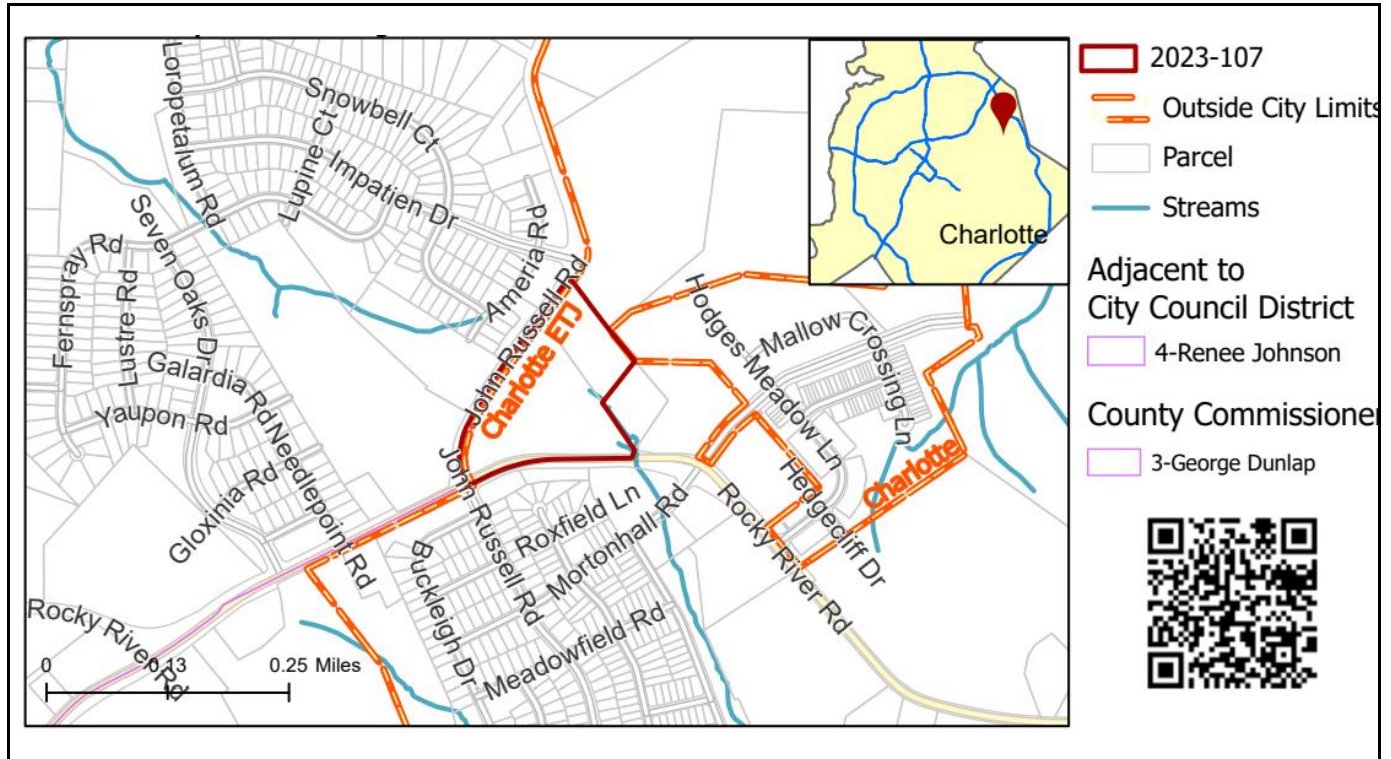 Loropetalum Rd
Snowbell Ct
Lupine Ct
Impatien Dr
Seven Oaks Dr
Fernspray Rd
Lustre Rd
Ameria Rd
John Russell Rd
Charlotte ETJ
Galardia Rd
Yaupon Rd
Needlepoint Rd
Gloxinia Rd
Hodges Meadow Ln
Mallow
Crossing Ln
Charlotte
John Russell Rd
Roxfield Ln
Mortonhall Rd
Hedgecliff Dr
Rocky River Rd
Buckleigh Dr
Meadowfield Rd
Rocky River Rd
0
0.13
0.25 Miles
Charlotte
2023-107
Outside City Limits
Parcel
Streams
Adjacent to
City Council District
4-Renee Johnson
County Commissioner
3-George Dunlap